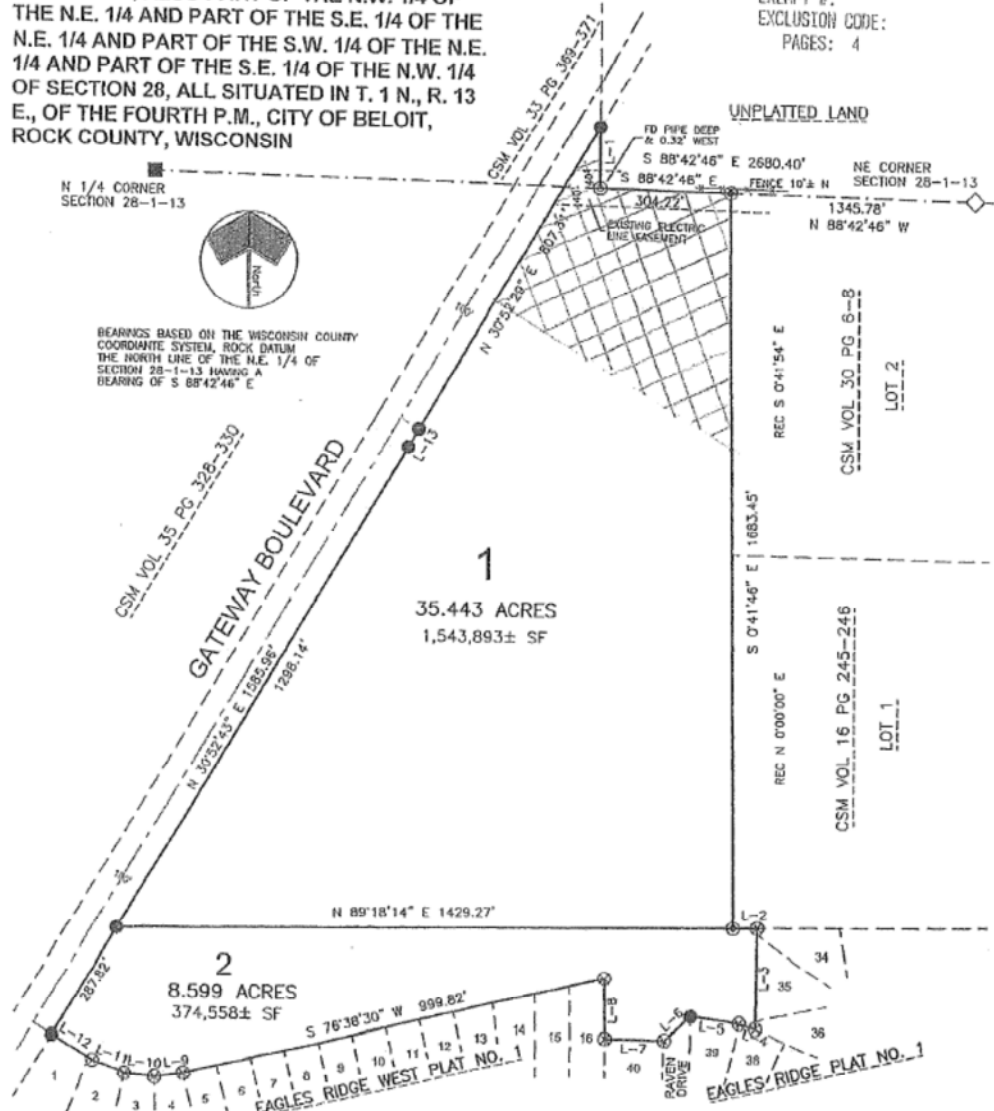 THE N.E. 1/4 AND PART OF THE S.E. 1/4 OF THE
N.E. 1/4 AND PART OF THE S.W. 1/4 OF THE N.E.
1/4 AND PART OF THE S.E. 1/4 OF THE N.W. 1/4
OF SECTION 28, ALL SITUATED IN T. 1 N., R. 13
E., OF THE FOURTH P.M., CITY OF BELOIT,
ROCK COUNTY, WISCONSIN
EXCLUSION CODE:
PAGES: 4
UNPLATTED LAND
CSM VOL 33 PG 369-371
FD PIPE DEEP
& 0.32' WEST
L-1
S 88°42'46" E 2680.40'
S 88°42'46" E
304.22'
FENCE 10'± N
NE CORNER
SECTION 28-1-13
1345.78'
N 88°42'46" W
N 1/4 CORNER
SECTION 28-1-13
EXISTING ELECTRIC
LINE EASEMENT
North
BEARINGS BASED ON THE WISCONSIN COUNTY
COORDIANTE SYSTEM, ROCK DATUM
THE NORTH LINE OF THE N.E. 1/4 OF
SECTION 28-1-13 HAVING A
BEARING OF S 88°42'46" E
N 30°52'29" E 807.31'
L-13
REC S 0°41'54" E
CSM VOL 30 PG 6-8
LOT 2
CSM VOL 35 PG 328-330
GATEWAY BOULEVARD
N 30°52'43" E 1585.96'
1298.14'
1
35.443 ACRES
1,543,893± SF
S 0°41'46" E 1683.45'
REC N 0°00'00" E
CSM VOL 16 PG 245-246
LOT 1
N 89°18'14" E 1429.27'
L-2
L-3
34
35
36
287.82'
2
8.599 ACRES
374,558± SF
S 76°38'30" W 999.82'
L-8
L-7
L-6
L-5
L-4
L-12
L-11
L-10
L-9
1
2
3
4
5
6
7
8
9
10
11
12
13
14
15
16
40
RAVEN
DRIVE
39
38
EAGLES RIDGE WEST PLAT NO. 1
EAGLES RIDGE PLAT NO. 1